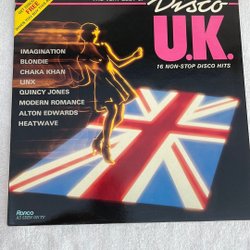 FREE
Disco
U.K.
16 NON-STOP DISCO HITS
IMAGINATION
BLONDIE
CHAKA KHAN
LINX
QUINCY JONES
MODERN ROMANCE
ALTON EDWARDS
HEATWAVE
Ronco